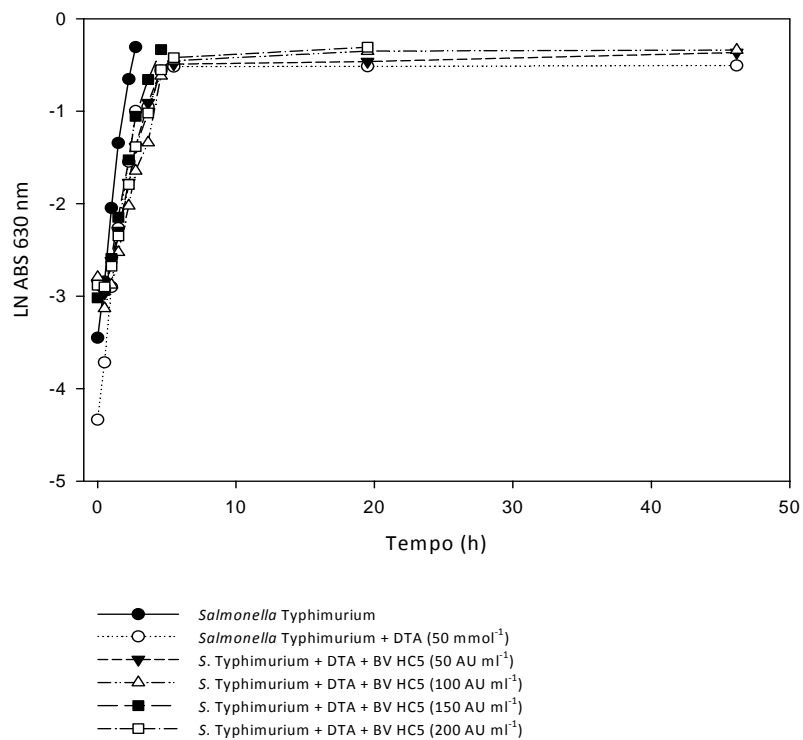 0
-1
-2
-3
-4
-5
LN ABS 630 nm
0 10 20 30 40 50
Tempo (h)
Salmonella Typhimurium
Salmonella Typhimurium + DTA (50 mmol⁻¹)
S. Typhimurium + DTA + BV HC5 (50 AU ml⁻¹)
S. Typhimurium + DTA + BV HC5 (100 AU ml⁻¹)
S. Typhimurium + DTA + BV HC5 (150 AU ml⁻¹)
S. Typhimurium + DTA + BV HC5 (200 AU ml⁻¹)